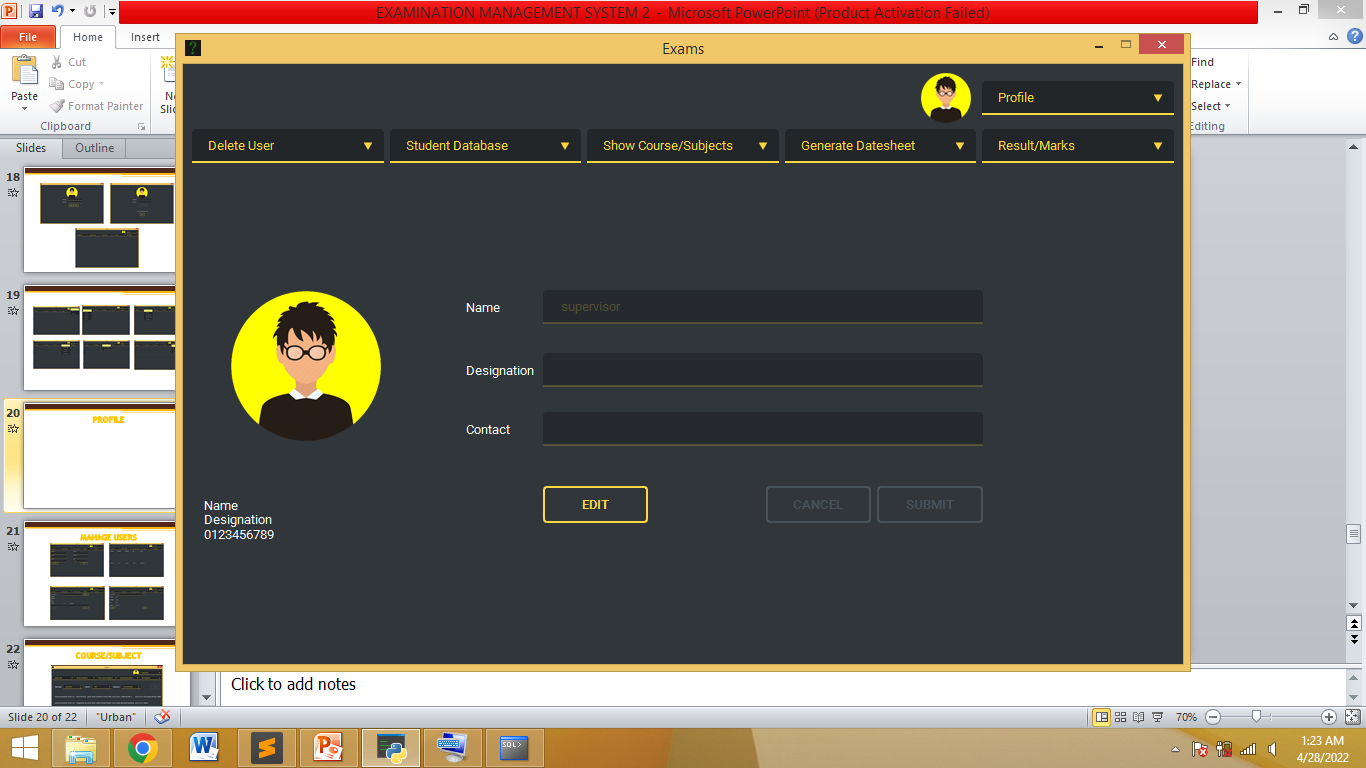 EXAMINATION MANAGEMENT SYSTEM 2 - Microsoft PowerPoint (Product Activation Failed)
File Home Insert
Exams
Paste
Cut
Copy
Format Painter
Clipboard
Find
Replace
Select
Editing
Slides Outline
Profile
Delete User Student Database Show Course/Subjects Generate Datesheet Result/Marks
18
19
20
PROFILE
21
MANAGE USERS
22
COURSE/SUBJECT
Name supervisor
Designation
Contact
EDIT CANCEL SUBMIT
Name
Designation
0123456789
Click to add notes
Slide 20 of 22 "Urban" 70%
SQL>
1:23 AM
4/28/2022